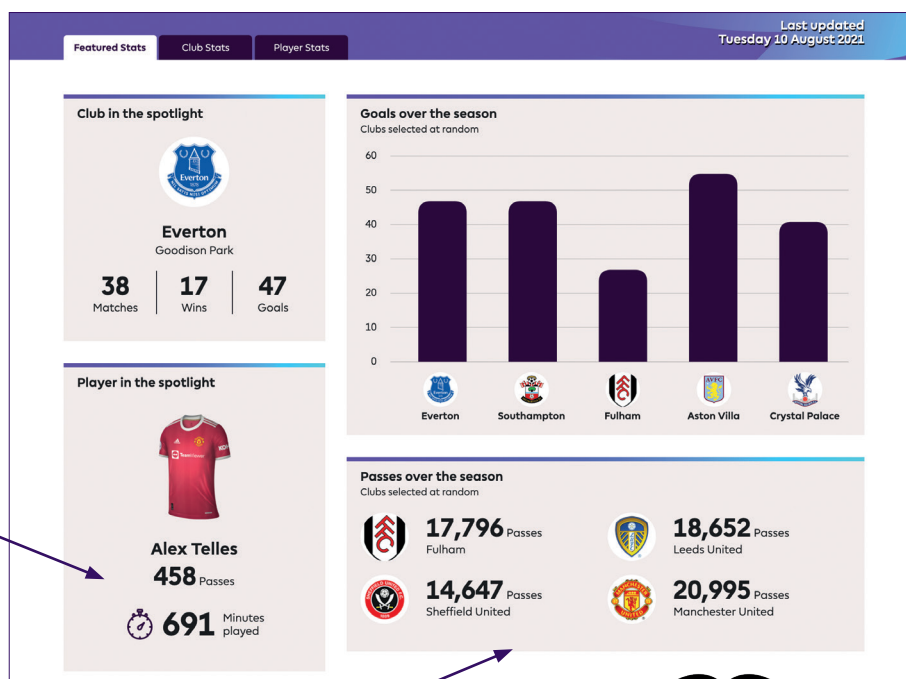 Last updated
Tuesday 10 August 2021
Featured Stats
Club Stats
Player Stats
Club in the spotlight
Everton
Everton
Goodison Park
38
17
47
Matches
Wins
Goals
Player in the spotlight
Alex Telles
458 Passes
691 Minutes
played
Goals over the season
Clubs selected at random
60
50
40
30
20
10
0
AVFC
Everton
Southampton
Fulham
Aston Villa
Crystal Palace
Passes over the season
Clubs selected at random
17,796 Passes
Fulham
18,652 Passes
Leeds United
14,647 Passes
Sheffield United
20,995 Passes
Manchester United